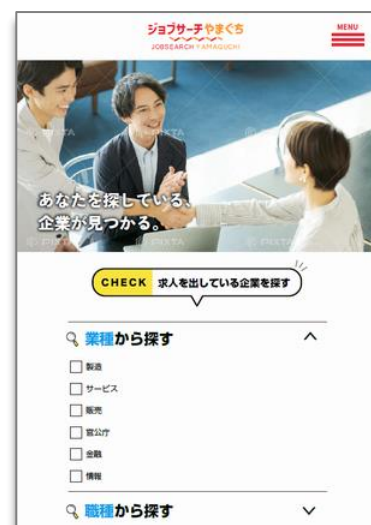 ジョブサーチやまぐち
JOBSEARCH YAMAGUCHI
MENU
あなたを探している、
企業が見つかる。
CHECK 求人を出している企業を探す
業種から探す
製造
サービス
販売
官公庁
金融
情報
職種から探す